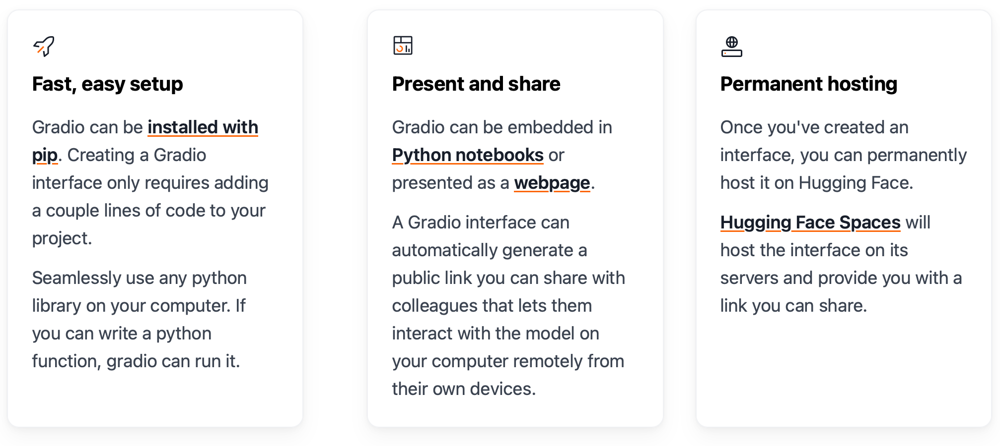 Fast, easy setup
Gradio can be installed with
pip. Creating a Gradio
interface only requires adding
a couple lines of code to your
project.
Seamlessly use any python
library on your computer. If
you can write a python
function, gradio can run it.
Present and share
Gradio can be embedded in
Python notebooks or
presented as a webpage.
A Gradio interface can
automatically generate a
public link you can share with
colleagues that lets them
interact with the model on
your computer remotely from
their own devices.
Permanent hosting
Once you've created an
interface, you can permanently
host it on Hugging Face.
Hugging Face Spaces will
host the interface on its
servers and provide you with a
link you can share.